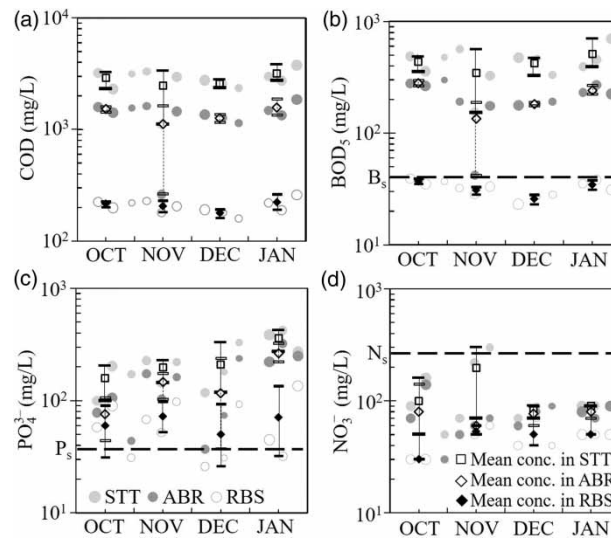 (a)
COD (mg/L)
10⁴
10³
10²
OCT NOV DEC JAN
(b)
BOD₅ (mg/L)
10³
10²
Bₛ
10¹
OCT NOV DEC JAN
(c)
PO₄³⁻ (mg/L)
10³
10²
Pₛ
10¹
STT ABR RBS
OCT NOV DEC JAN
(d)
NO₃⁻ (mg/L)
10³
Nₛ
10²
10¹
Mean conc. in STT
Mean conc. in ABR
Mean conc. in RBS
OCT NOV DEC JAN